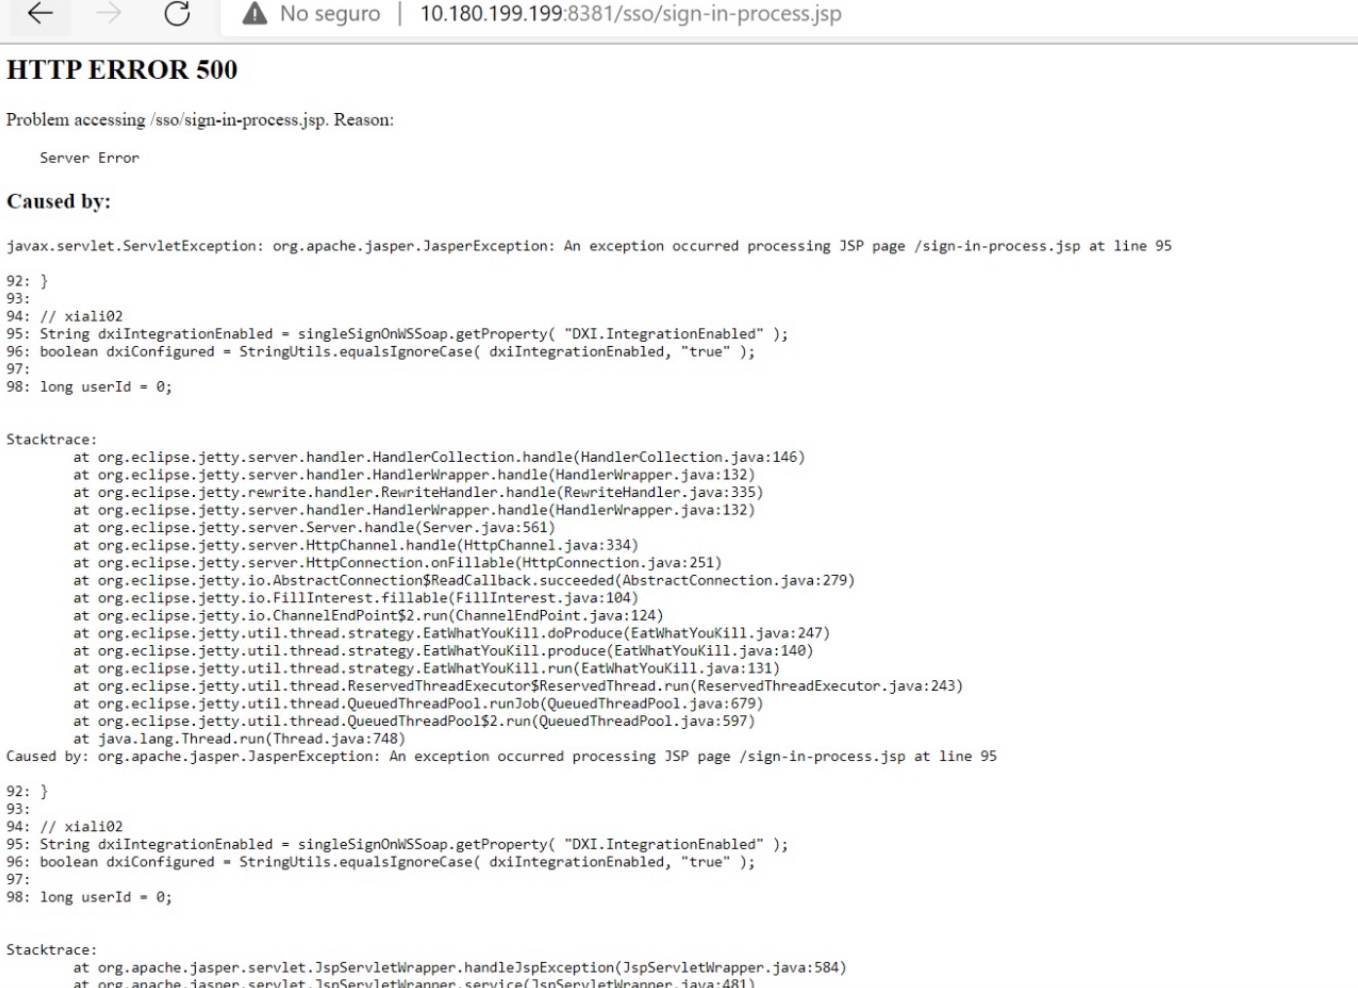 No seguro | 10.180.199.199:8381/sso/sign-in-process.jsp
HTTP ERROR 500
Problem accessing /sso/sign-in-process.jsp. Reason:
Server Error
Caused by:
javax.servlet.ServletException: org.apache.jasper.JasperException: An exception occurred processing JSP page /sign-in-process.jsp at line 95
92: }
93:
94: // xiali02
95: String dxiIntegrationEnabled = singleSignOnWSSoap.getProperty( "DXI.IntegrationEnabled" );
96: boolean dxiConfigured = StringUtils.equalsIgnoreCase( dxiIntegrationEnabled, "true" );
97:
98: long userId = 0;
Stacktrace:
at org.eclipse.jetty.server.handler.HandlerCollection.handle(HandlerCollection.java:146)
at org.eclipse.jetty.server.handler.HandlerWrapper.handle(HandlerWrapper.java:132)
at org.eclipse.jetty.rewrite.handler.RewriteHandler.handle(RewriteHandler.java:335)
at org.eclipse.jetty.server.handler.HandlerWrapper.handle(HandlerWrapper.java:132)
at org.eclipse.jetty.server.Server.handle(Server.java:561)
at org.eclipse.jetty.server.HttpChannel.handle(HttpChannel.java:334)
at org.eclipse.jetty.server.HttpConnection.onFillable(HttpConnection.java:251)
at org.eclipse.jetty.io.AbstractConnection$ReadCallback.succeeded(AbstractConnection.java:279)
at org.eclipse.jetty.io.FillInterest.fillable(FillInterest.java:104)
at org.eclipse.jetty.io.ChannelEndPoint$2.run(ChannelEndPoint.java:124)
at org.eclipse.jetty.util.thread.strategy.EatWhatYouKill.doProduce(EatWhatYouKill.java:247)
at org.eclipse.jetty.util.thread.strategy.EatWhatYouKill.produce(EatWhatYouKill.java:140)
at org.eclipse.jetty.util.thread.strategy.EatWhatYouKill.run(EatWhatYouKill.java:131)
at org.eclipse.jetty.util.thread.ReservedThreadExecutor$ReservedThread.run(ReservedThreadExecutor.java:243)
at org.eclipse.jetty.util.thread.QueuedThreadPool.runJob(QueuedThreadPool.java:679)
at org.eclipse.jetty.util.thread.QueuedThreadPool$2.run(QueuedThreadPool.java:597)
at java.lang.Thread.run(Thread.java:748)
Caused by: org.apache.jasper.JasperException: An exception occurred processing JSP page /sign-in-process.jsp at line 95
92: }
93:
94: // xiali02
95: String dxiIntegrationEnabled = singleSignOnWSSoap.getProperty( "DXI.IntegrationEnabled" );
96: boolean dxiConfigured = StringUtils.equalsIgnoreCase( dxiIntegrationEnabled, "true" );
97:
98: long userId = 0;
Stacktrace:
at org.apache.jasper.servlet.JspServletWrapper.handleJspException(JspServletWrapper.java:584)
at org.apache.jasper.servlet.JspServletWrapper.service(JspServletWrapper.java:481)